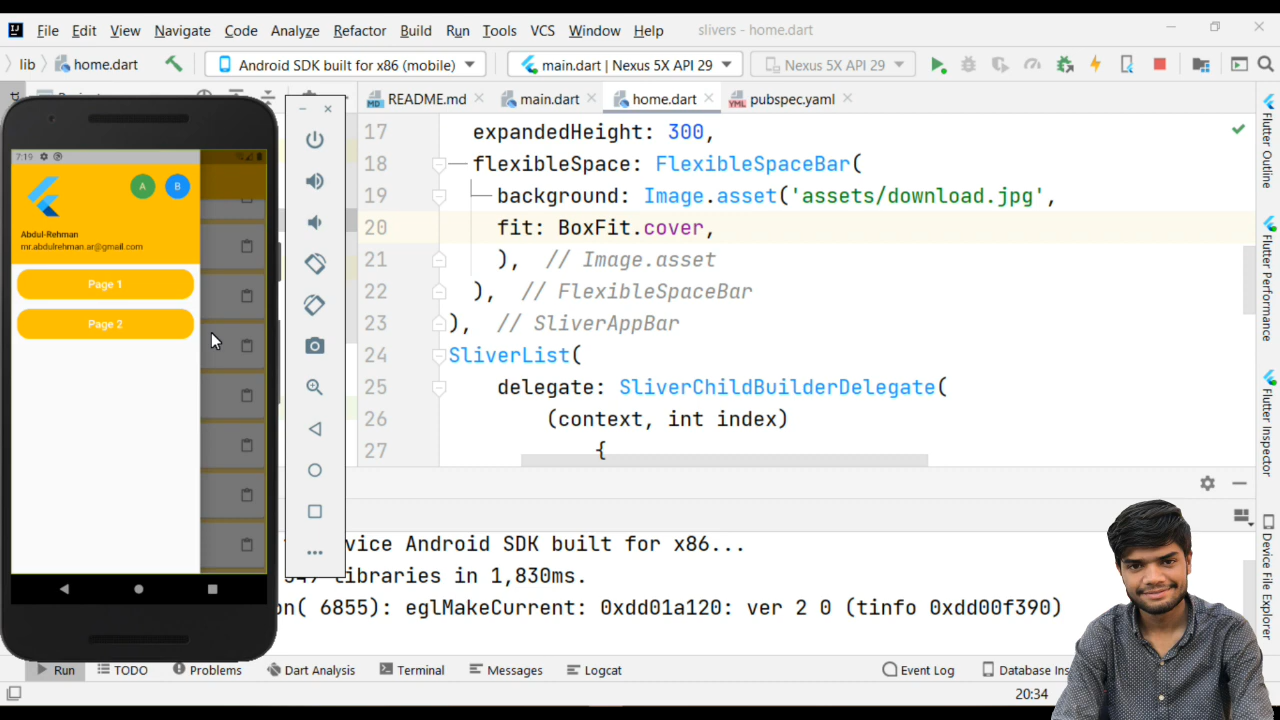 File Edit View Navigate Code Analyze Refactor Build Run Tools VCS Window Help slivers - home.dart
lib home.dart Android SDK built for x86 (mobile) main.dart | Nexus 5X API 29 Nexus 5X API 29
README.md main.dart home.dart pubspec.yaml
17 expandedHeight: 300,
18 flexibleSpace: FlexibleSpaceBar(
19 background: Image.asset('assets/download.jpg',
20 fit: BoxFit.cover,
21 ), // Image.asset
22 ), // FlexibleSpaceBar
23 ), // SliverAppBar
24 SliverList(
25 delegate: SliverChildBuilderDelegate(
26 (context, int index)
27 {
7:19
A B
Abdul-Rehman
mr.abdulrehman.ar@gmail.com
Page 1
Page 2
vice Android SDK built for x86...
libraries in 1,830ms.
on( 6855): eglMakeCurrent: 0xdd01a120: ver 2 0 (tinfo 0xdd00f390)
Flutter Outline
Flutter Performance
Flutter Inspector
Device File Explorer
Run TODO Problems Dart Analysis Terminal Messages Logcat Event Log Database Ins
20:34